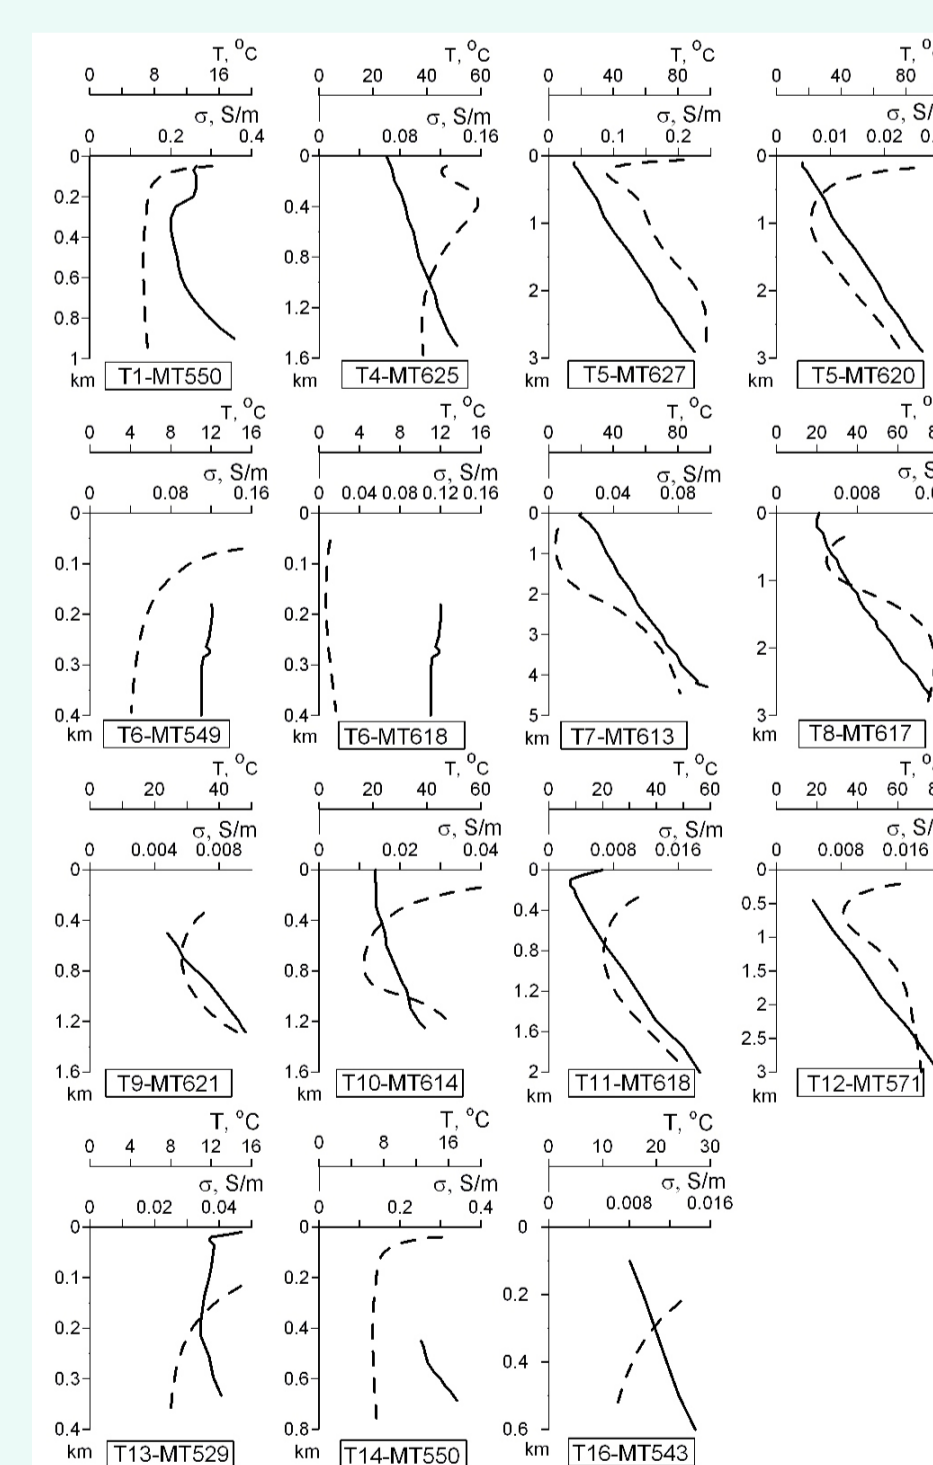 T, °C T, °C T, °C T, °
0 8 16 0 20 40 60 0 40 80 0 40 80
σ, S/m σ, S/m σ, S/m σ, S/
0 0.2 0.4 0 0.08 0.16 0 0.1 0.2 0 0.01 0.02
0 0 0 0
0.2 0.4 1 1
0.4 0.8 2 2
0.6 1.2 3 3
0.8 1.6
1
km T1-MT550 km T4-MT625 km T5-MT627 km T5-MT620
T, °C T, °C T, °C T, °
0 4 8 12 16 0 4 8 12 16 0 40 80 0 20 40 60 8
σ, S/m σ, S/m σ, S/m σ, S
0 0.08 0.16 0 0.04 0.08 0.12 0.16 0 0.04 0.08 0 0.008 0.0
0 0 0 0
0.1 0.1 1 1
0.2 0.2 2 2
0.3 0.3 3 3
0.4 0.4 4
5
km T6-MT549 km T6-MT618 km T7-MT613 km T8-MT617
T, °C T, °C T, °C T, °
0 20 40 0 20 40 60 0 20 40 60 0 20 40 60 8
σ, S/m σ, S/m σ, S/m σ, S/
0 0.004 0.008 0 0.02 0.04 0 0.008 0.016 0 0.008 0.016
0 0 0 0
0.4 0.4 0.4 0.5
0.8 0.8 0.8 1
1.2 1.2 1.2 1.5
1.6 1.6 1.6 2
2 2.5
3
km T9-MT621 km T10-MT614 km T11-MT618 km T12-MT571
T, °C T, °C T, °C
0 4 8 12 16 0 8 16 0 10 20 30
σ, S/m σ, S/m σ, S/m
0 0.02 0.04 0 0.2 0.4 0 0.008 0.016
0 0 0
0.1 0.2 0.2
0.2 0.4 0.4
0.3 0.6 0.6
0.4 0.8
km T13-MT529 km T14-MT550 km T16-MT543